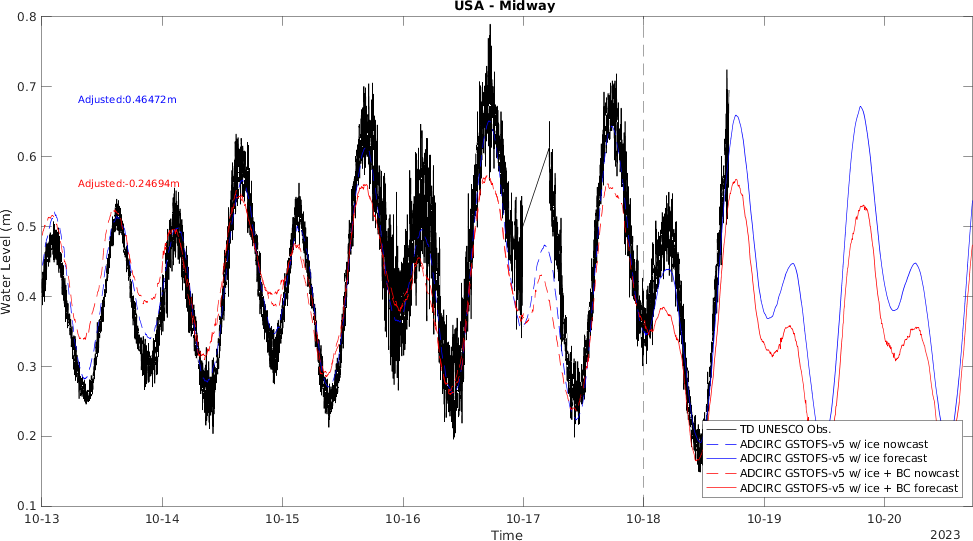 USA - Midway
0.8
0.7
0.6
0.5
0.4
0.3
0.2
0.1
Water Level (m)
Adjusted:0.46472m
Adjusted:-0.24694m
TD UNESCO Obs.
ADCIRC GSTOFS-v5 w/ ice nowcast
ADCIRC GSTOFS-v5 w/ ice forecast
ADCIRC GSTOFS-v5 w/ ice + BC nowcast
ADCIRC GSTOFS-v5 w/ ice + BC forecast
10-13 10-14 10-15 10-16 10-17 10-18 10-19 10-20
Time
2023